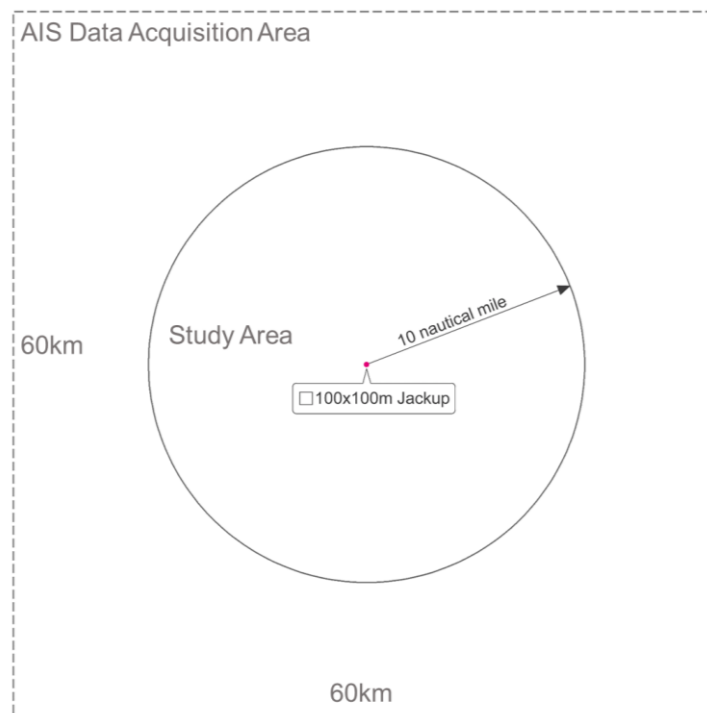 AIS Data Acquisition Area
10 nautical mile
Study Area
60km
100x100m Jackup
60km